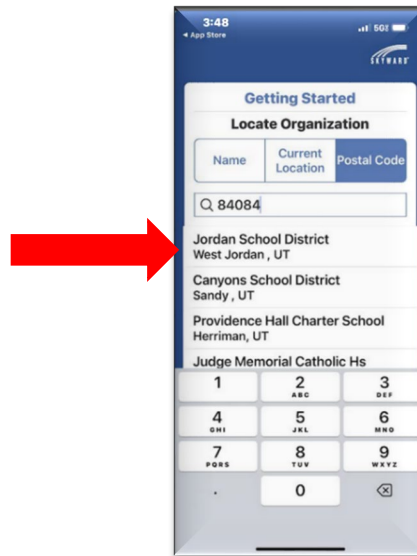 3:48
App Store
SKYWARD
Getting Started
Locate Organization
Name
Current Location
Postal Code
84084
Jordan School District
West Jordan , UT
Canyons School District
Sandy , UT
Providence Hall Charter School
Herriman, UT
Judge Memorial Catholic Hs
1 2 3
ABC DEF
4 5 6
GHI JKL MNO
7 8 9
PQRS TUV WXYZ
. 0